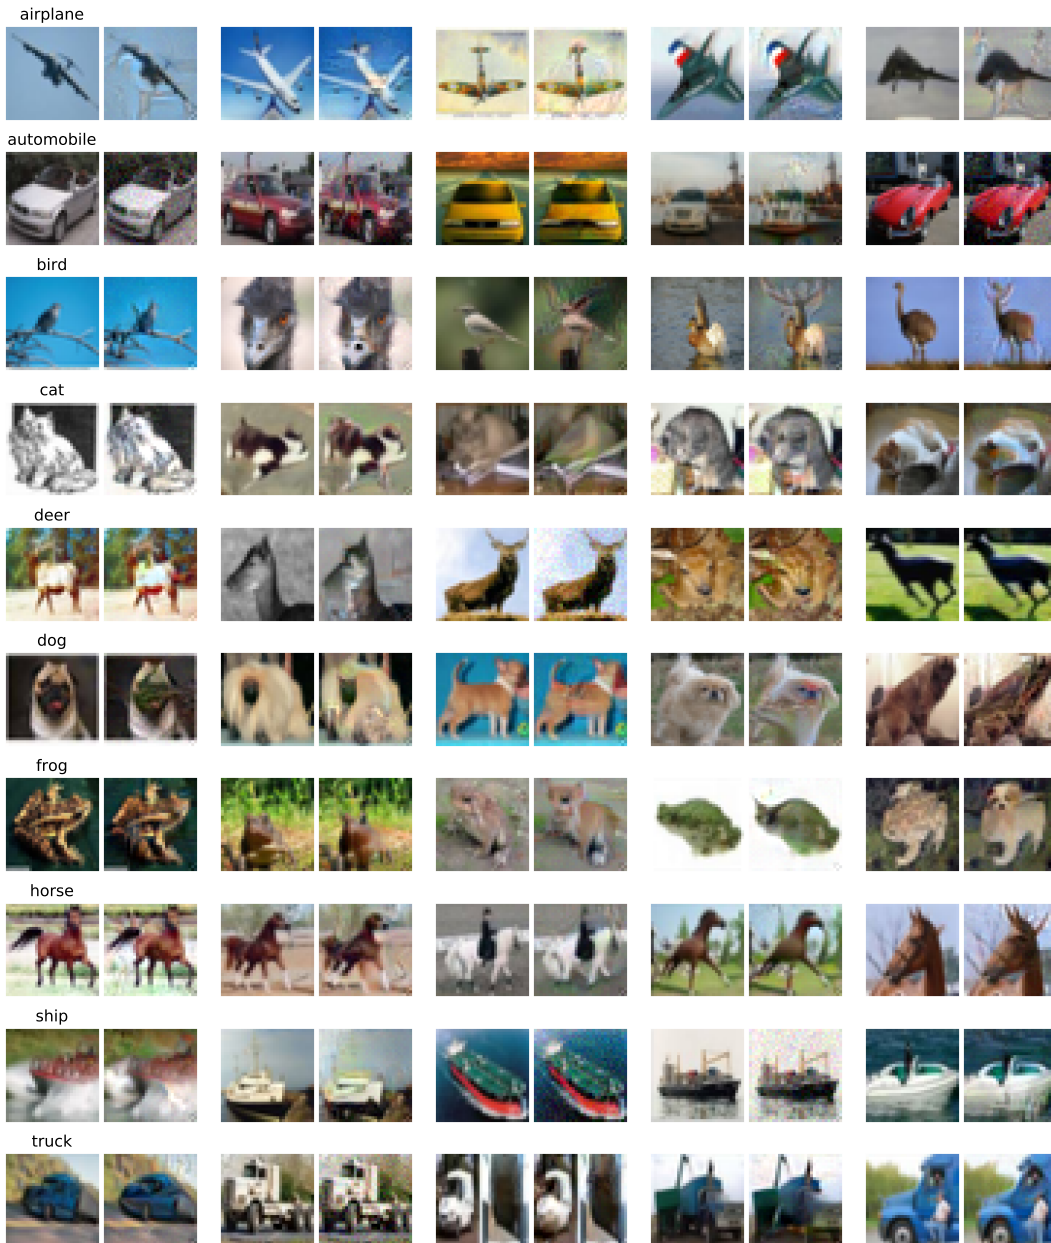 airplane
automobile
bird
cat
deer
dog
frog
horse
ship
truck